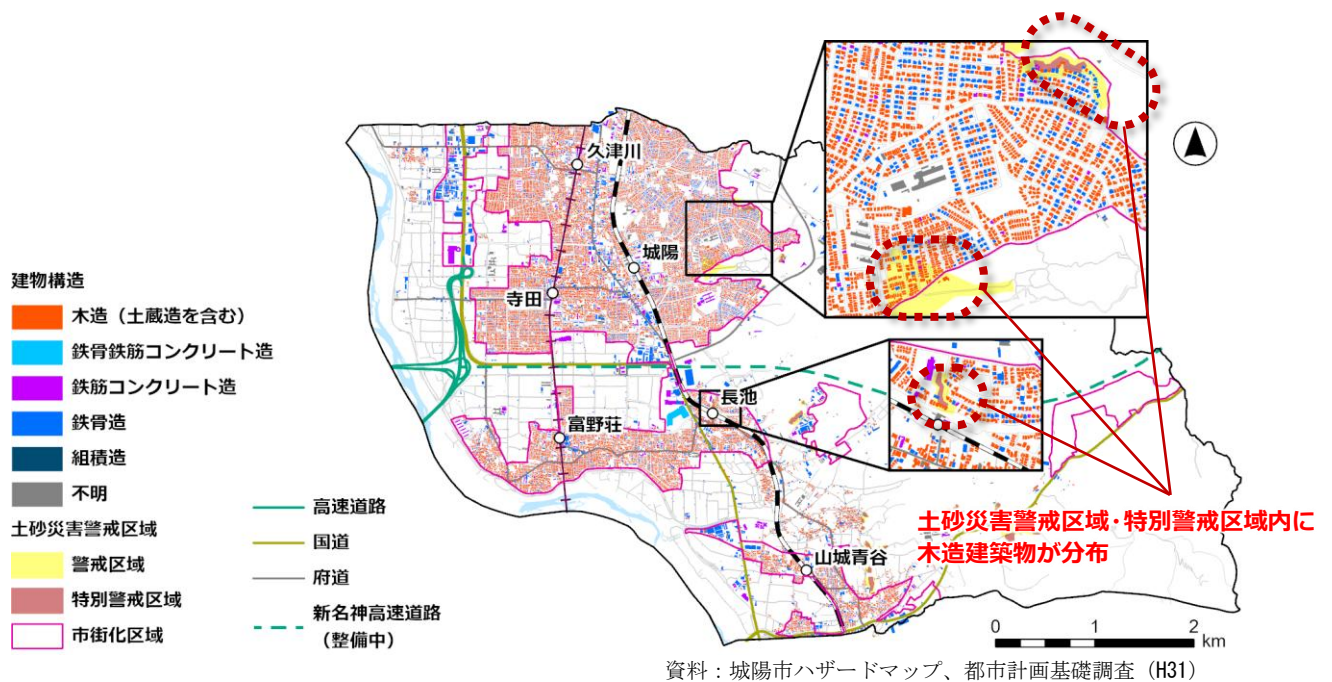 久津川
城陽
寺田
長池
富野荘
山城青谷
建物構造
木造（土蔵造を含む）
鉄骨鉄筋コンクリート造
鉄筋コンクリート造
鉄骨造
組積造
不明
土砂災害警戒区域
警戒区域
特別警戒区域
市街化区域
高速道路
国道
府道
新名神高速道路
（整備中）
土砂災害警戒区域・特別警戒区域内に
木造建築物が分布
0 1 2
km
資料：城陽市ハザードマップ、都市計画基礎調査（H31）